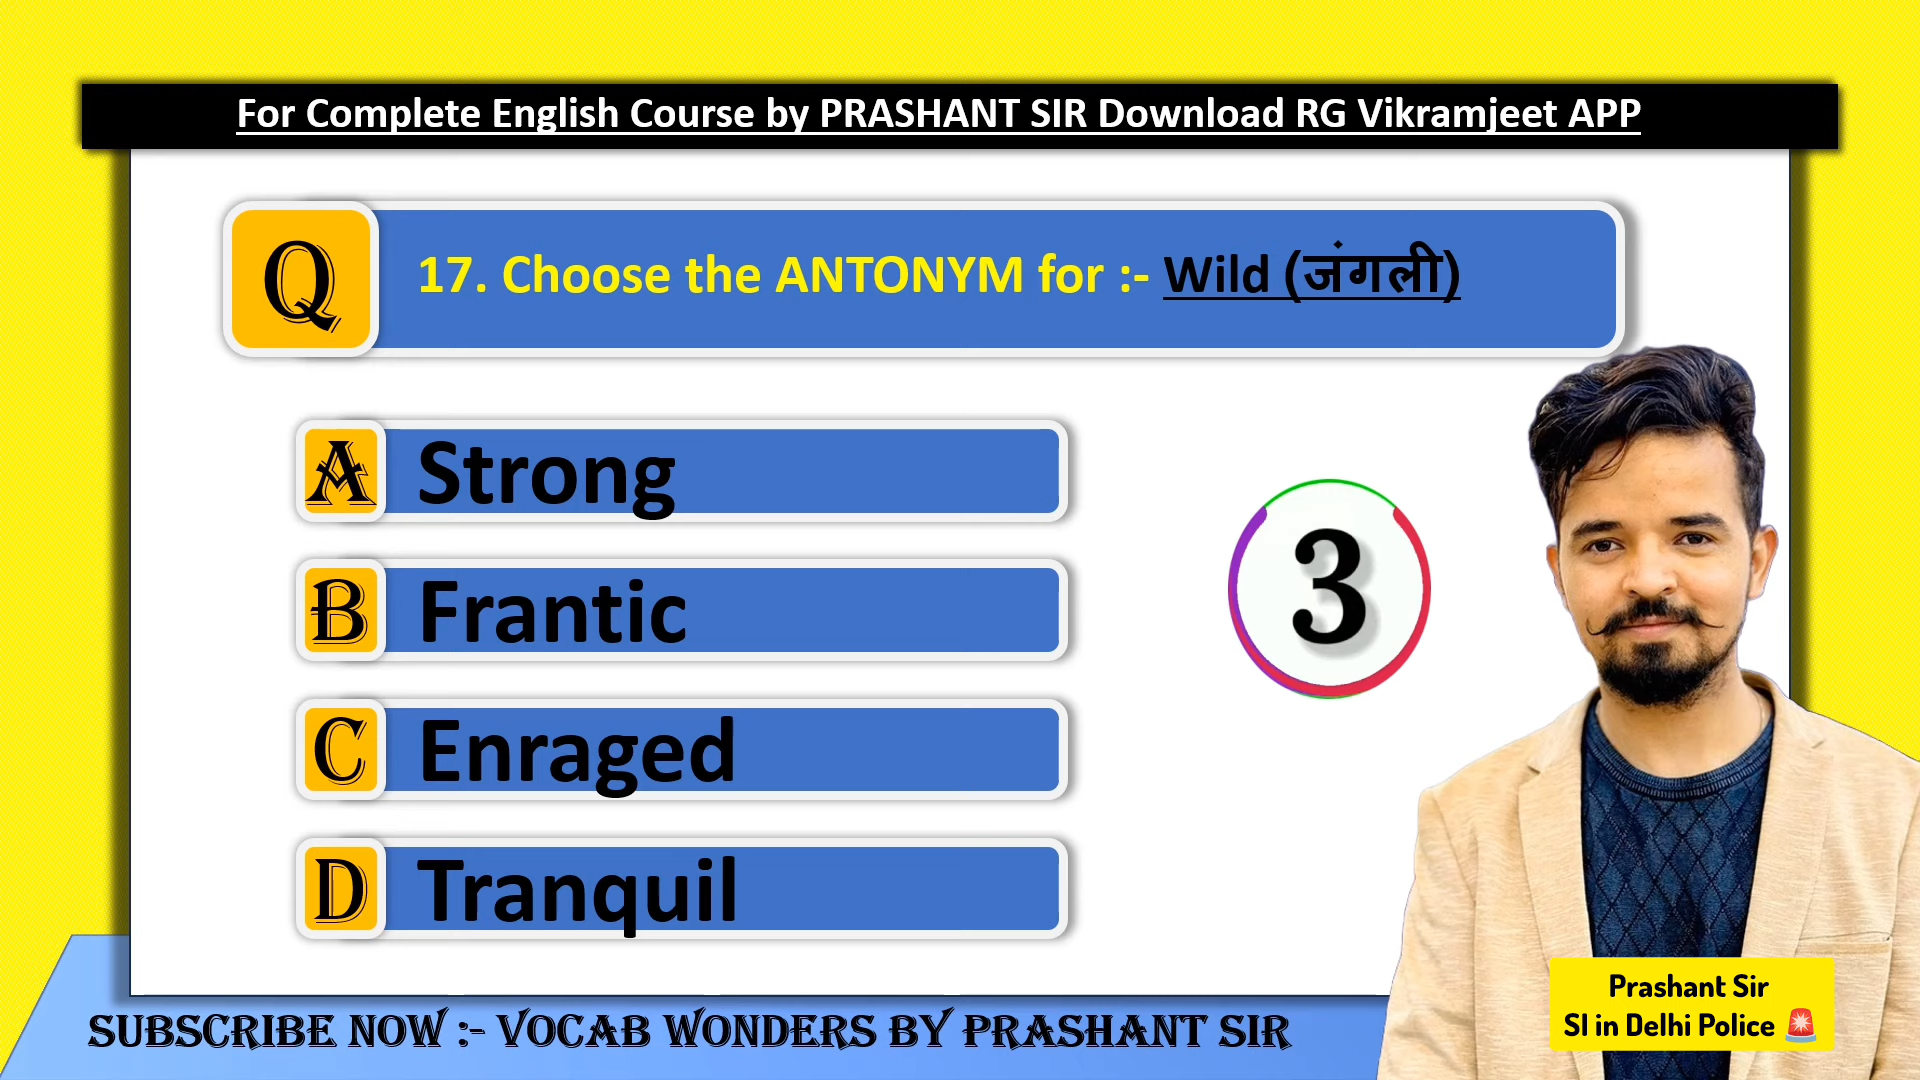 For Complete English Course by PRASHANT SIR Download RG Vikramjeet APP
Q
17. Choose the ANTONYM for :- Wild (जंगली)
A Strong
B Frantic
3
C Enraged
D Tranquil
Prashant Sir
SI in Delhi Police
SUBSCRIBE NOW :- VOCAB WONDERS BY PRASHANT SIR